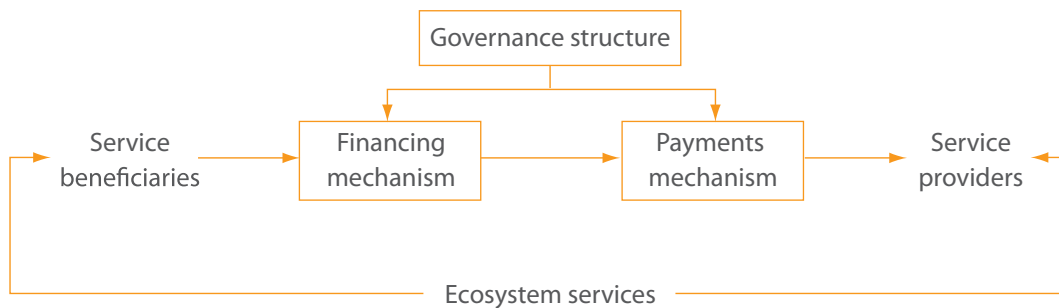 Governance structure
Service
beneficiaries
Financing
mechanism
Payments
mechanism
Service
providers
Ecosystem services